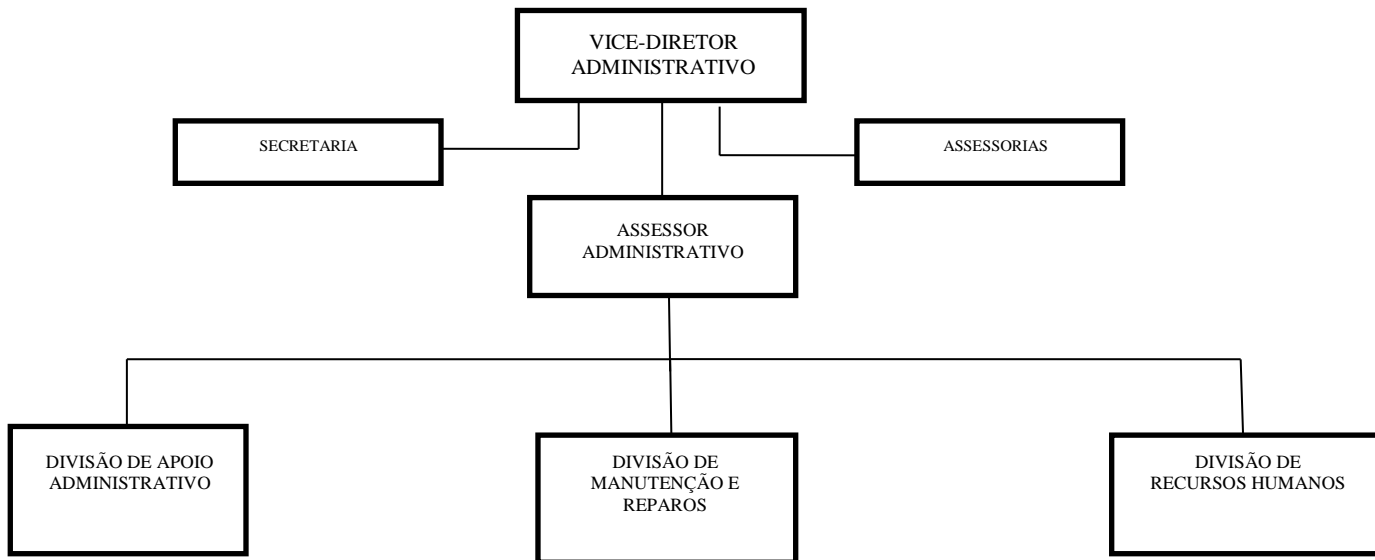 VICE-DIRETOR
ADMINISTRATIVO
SECRETARIA
ASSESSORIAS
ASSESSOR
ADMINISTRATIVO
DIVISÃO DE APOIO
ADMINISTRATIVO
DIVISÃO DE
MANUTENÇÃO E
REPAROS
DIVISÃO DE
RECURSOS HUMANOS